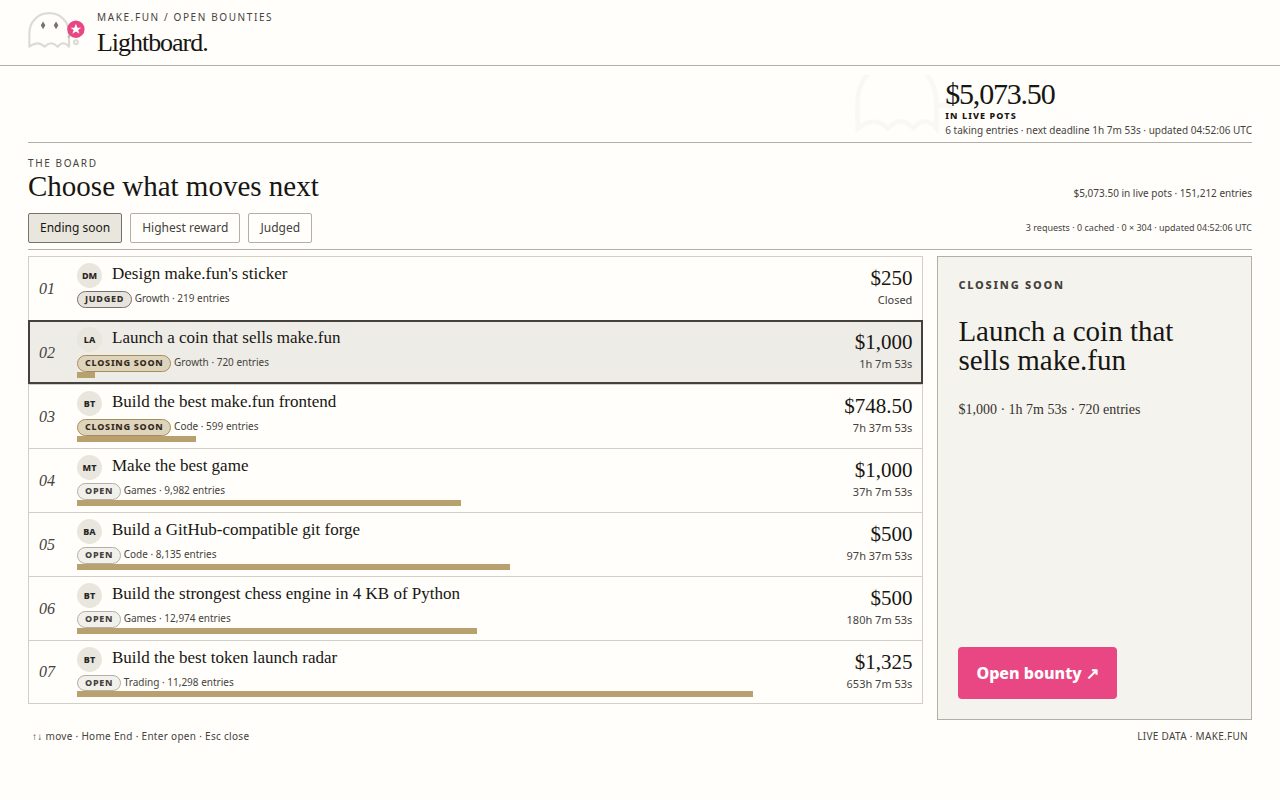 MAKE.FUN / OPEN BOUNTIES
Lightboard.
$5,073.50
IN LIVE POTS
6 taking entries · next deadline 1h 7m 53s · updated 04:52:06 UTC
THE BOARD
Choose what moves next
$5,073.50 in live pots · 151,212 entries
Ending soon
Highest reward
Judged
3 requests · 0 cached · 0 × 304 · updated 04:52:06 UTC
01
DM
Design make.fun's sticker
JUDGED
Growth · 219 entries
$250
Closed
02
LA
Launch a coin that sells make.fun
CLOSING SOON
Growth · 720 entries
$1,000
1h 7m 53s
03
BT
Build the best make.fun frontend
CLOSING SOON
Code · 599 entries
$748.50
7h 37m 53s
04
MT
Make the best game
OPEN
Games · 9,982 entries
$1,000
37h 7m 53s
05
BA
Build a GitHub-compatible git forge
OPEN
Code · 8,135 entries
$500
97h 37m 53s
06
BT
Build the strongest chess engine in 4 KB of Python
OPEN
Games · 12,974 entries
$500
180h 7m 53s
07
BT
Build the best token launch radar
OPEN
Trading · 11,298 entries
$1,325
653h 7m 53s
CLOSING SOON
Launch a coin that
sells make.fun
$1,000 · 1h 7m 53s · 720 entries
Open bounty ↗
↑↓ move · Home End · Enter open · Esc close
LIVE DATA · MAKE.FUN